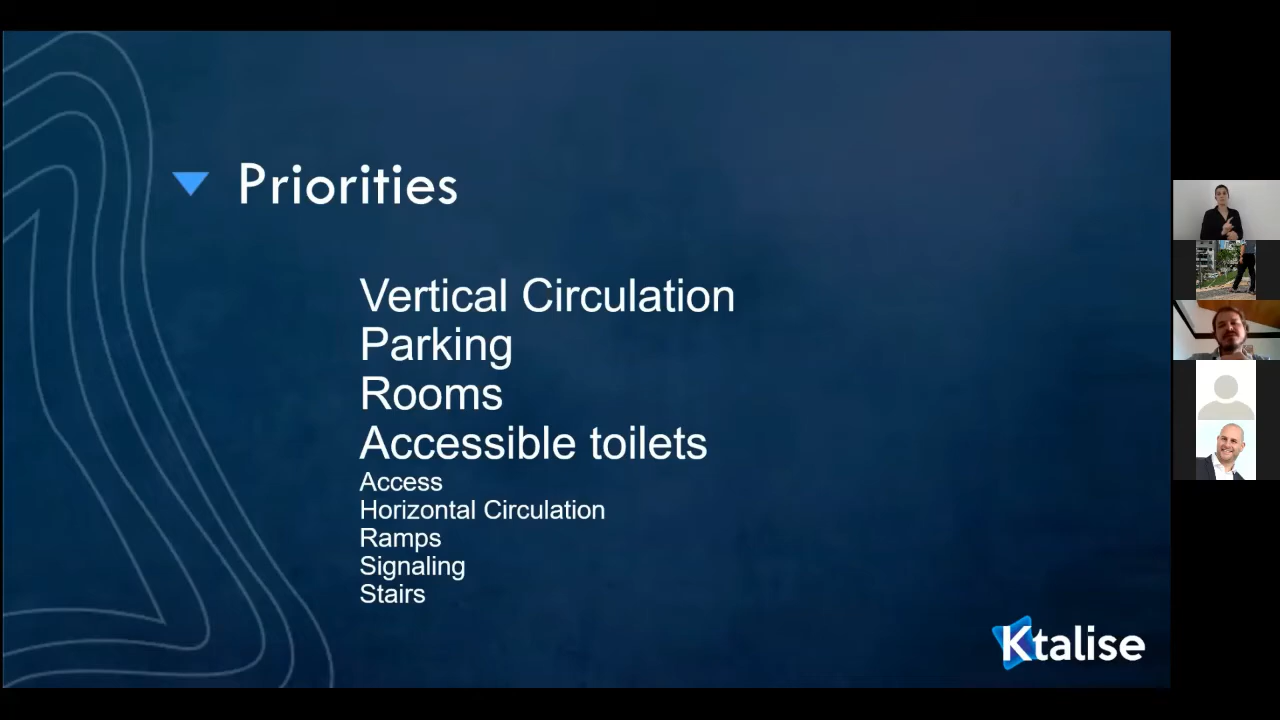 Priorities
Vertical Circulation
Parking
Rooms
Accessible toilets
Access
Horizontal Circulation
Ramps
Signaling
Stairs
Ktalise